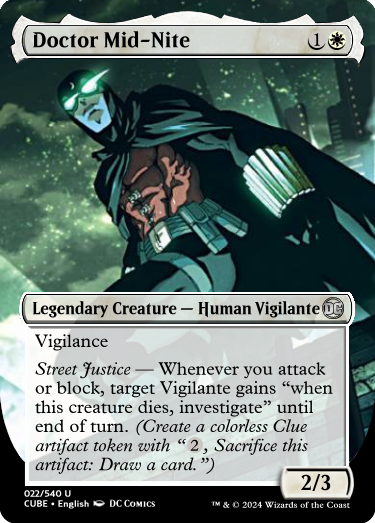 Doctor Mid-Nite 1
Legendary Creature — Human Vigilante DC
Vigilance
Street Justice — Whenever you attack
or block, target Vigilante gains “when
this creature dies, investigate” until
end of turn. (Create a colorless Clue
artifact token with “2, Sacrifice this
artifact: Draw a card.”)
2/3
022/540 U
CUBE • English DC COMICS
™ & © 2024 Wizards of the Coast